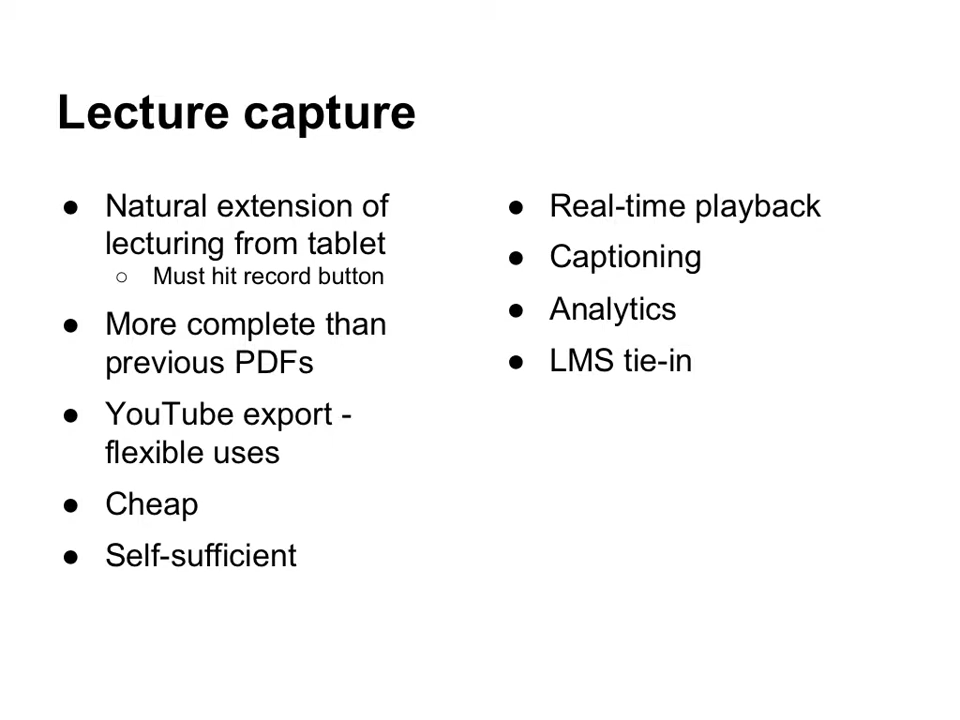 Lecture capture
● Natural extension of
lecturing from tablet
○ Must hit record button
● More complete than
previous PDFs
● YouTube export -
flexible uses
● Cheap
● Self-sufficient
● Real-time playback
● Captioning
● Analytics
● LMS tie-in